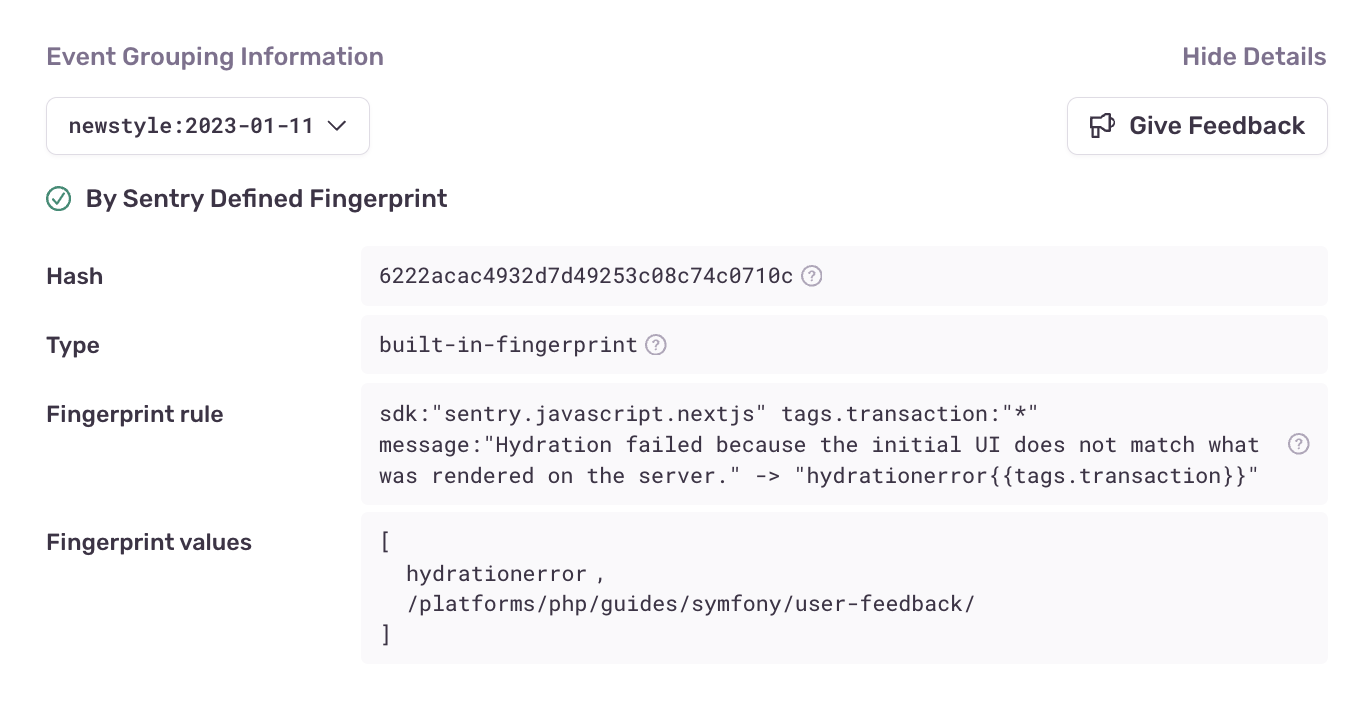 Event Grouping Information
Hide Details
newstyle:2023-01-11
Give Feedback
By Sentry Defined Fingerprint
Hash
6222acac4932d7d49253c08c74c0710c ?
Type
built-in-fingerprint ?
Fingerprint rule
sdk:"sentry.javascript.nextjs" tags.transaction:"*"
message:"Hydration failed because the initial UI does not match what ?
was rendered on the server." -> "hydrationerror{{tags.transaction}}"
Fingerprint values
[
hydrationerror ,
/platforms/php/guides/symfony/user-feedback/
]